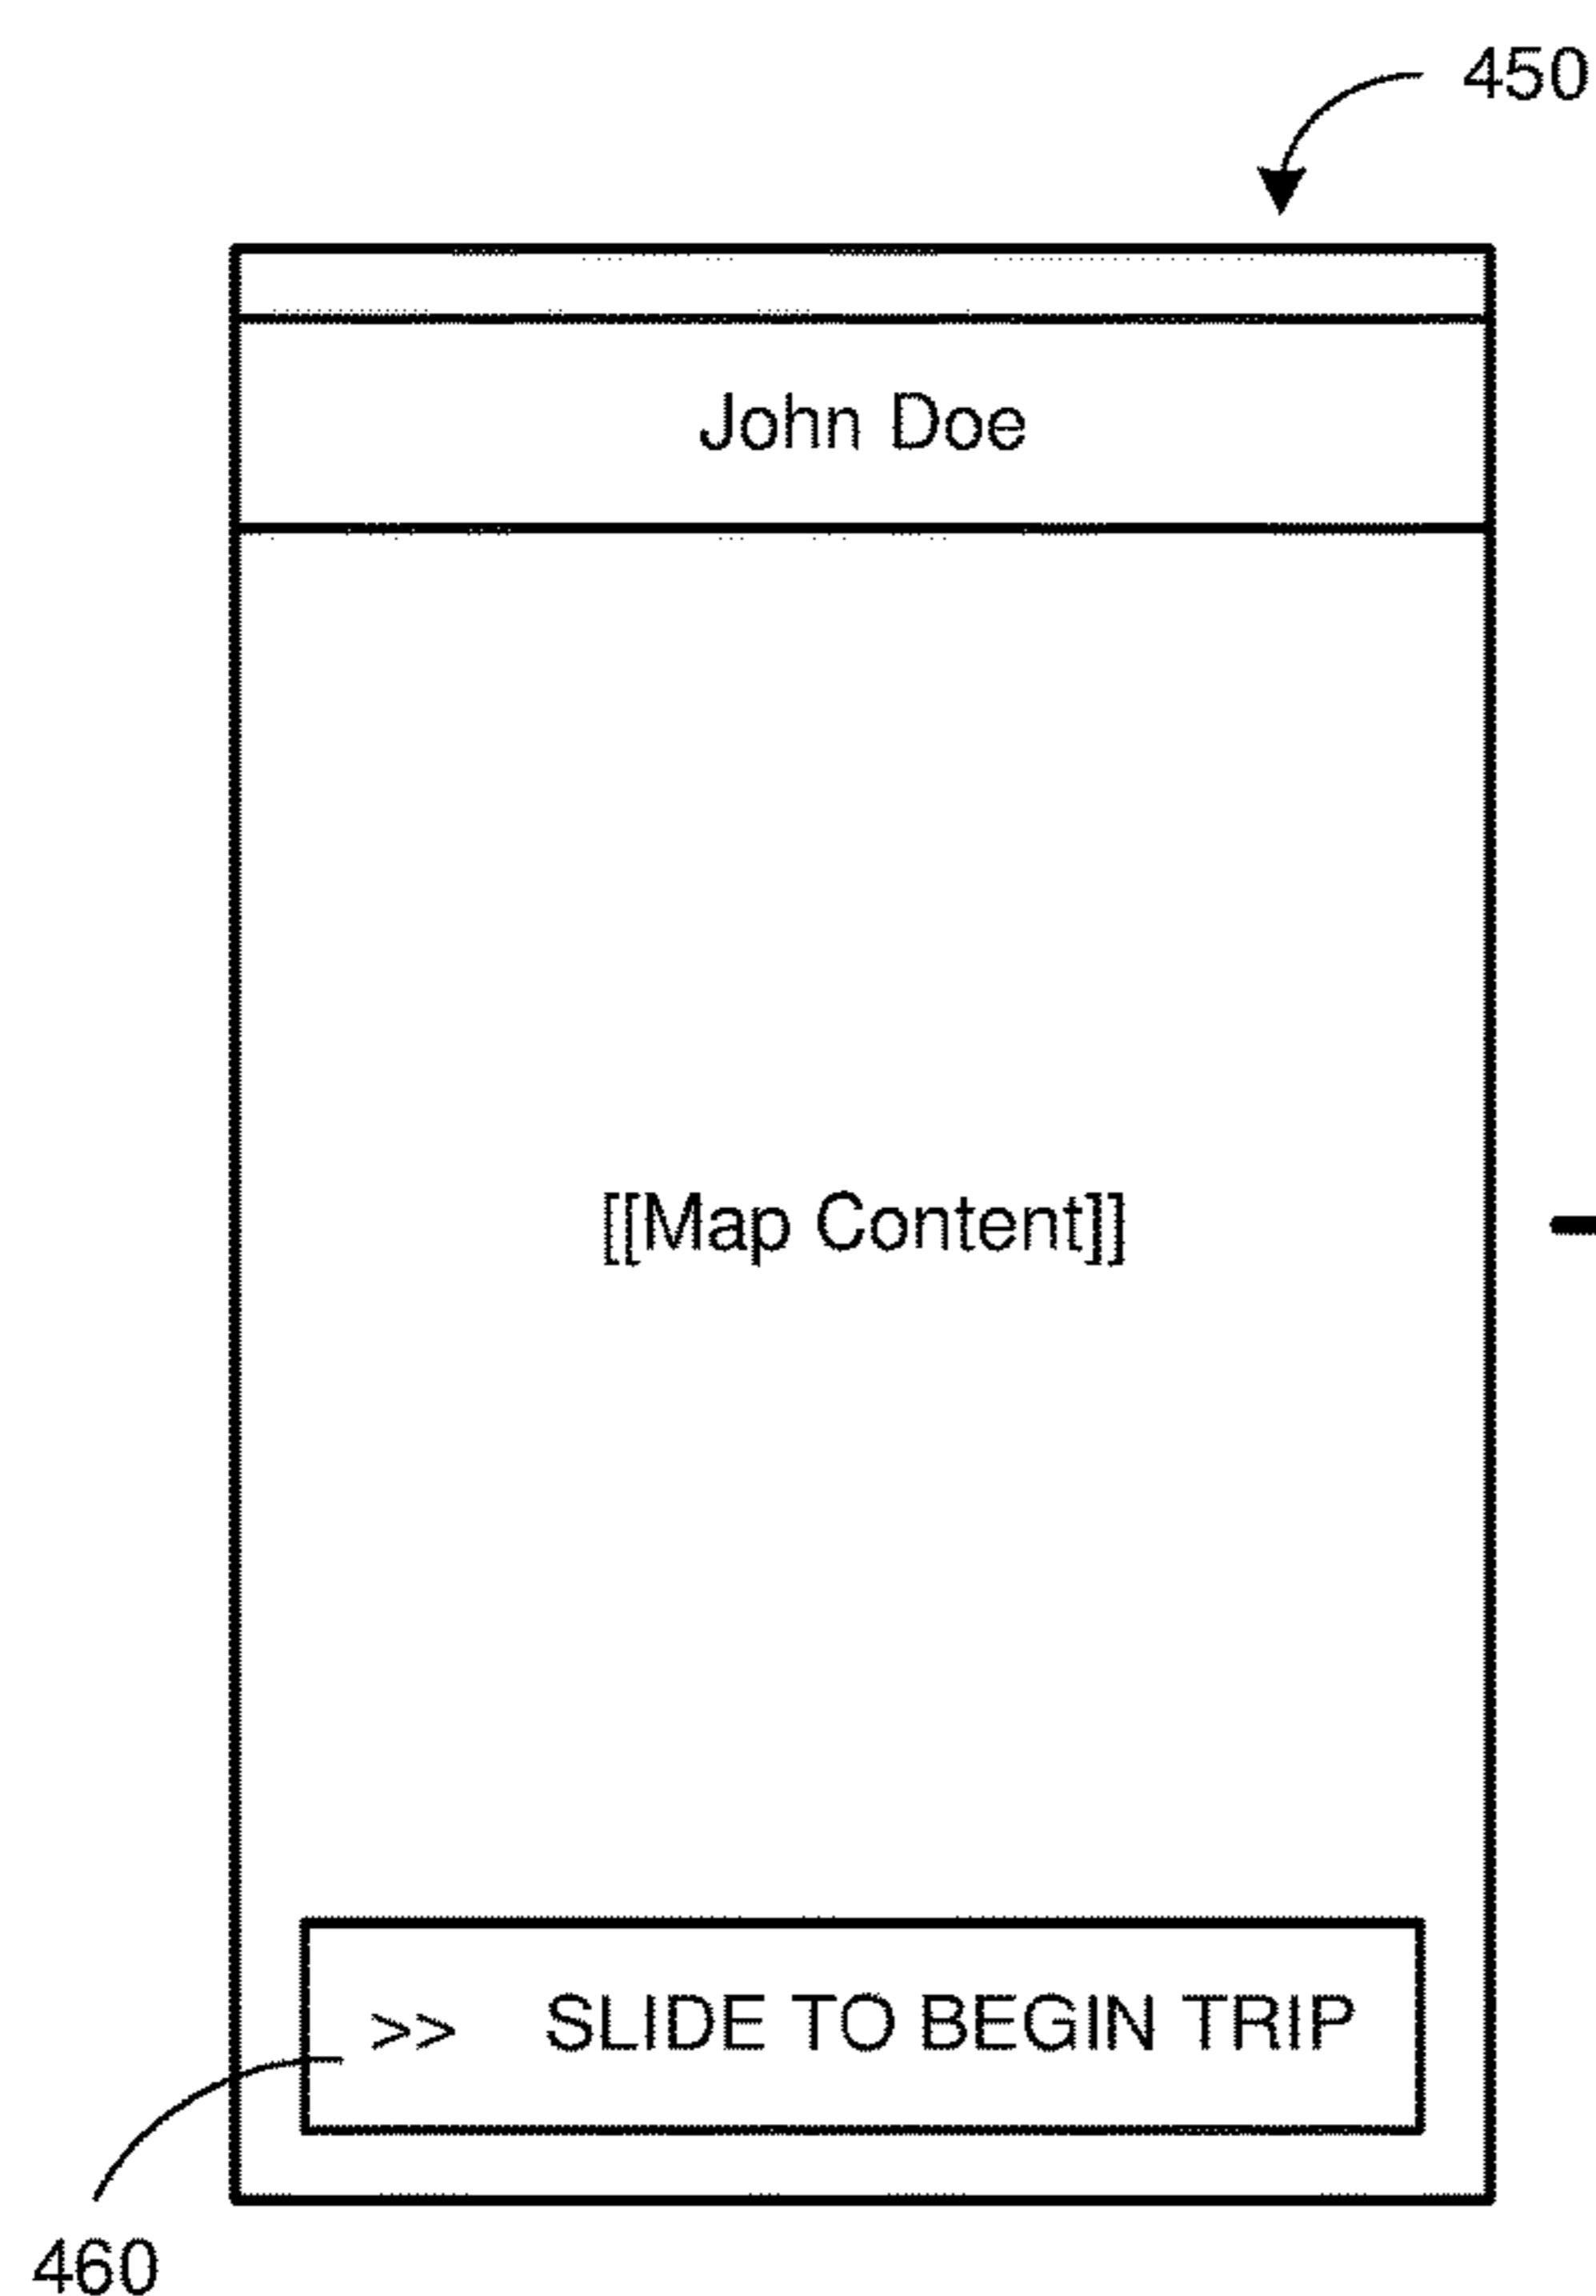 450
John Doe
[[Map Content]]
>> SLIDE TO BEGIN TRIP
460